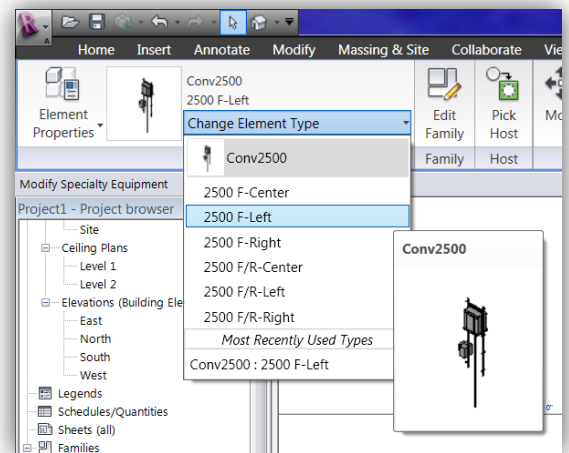 Home Insert Annotate Modify Massing & Site Collaborate
Element
Properties
Conv2500
2500 F-Left
Change Element Type
Edit
Family
Pick
Host
Family Host
Conv2500
2500 F-Center
2500 F-Left
2500 F-Right
2500 F/R-Center
2500 F/R-Left
2500 F/R-Right
Most Recently Used Types
Conv2500 : 2500 F-Left
Conv2500
Modify Specialty Equipment
Project1 - Project browser
Site
Ceiling Plans
Level 1
Level 2
Elevations (Building Ele
East
North
South
West
Legends
Schedules/Quantities
Sheets (all)
Families